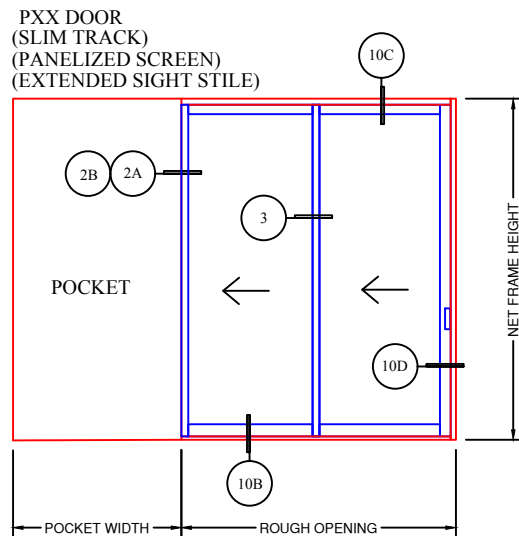 PXX DOOR
(SLIM TRACK)
(PANELIZED SCREEN)
(EXTENDED SIGHT STILE)
10C
2B
2A
3
POCKET
NET FRAME HEIGHT
10D
10B
POCKET WIDTH
ROUGH OPENING